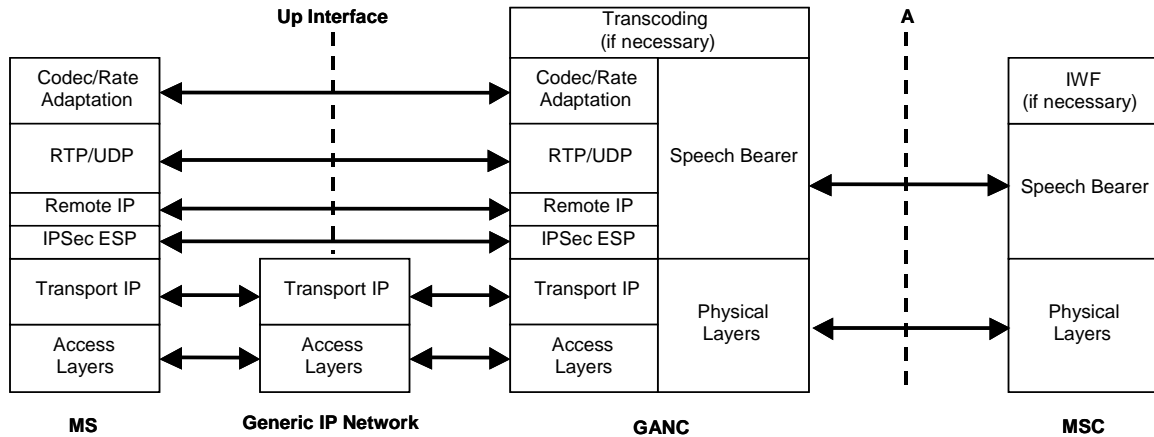 Up Interface
A
Transcoding
(if necessary)
Codec/Rate
Adaptation
RTP/UDP
Remote IP
IPSec ESP
Transport IP
Access
Layers
MS
Transport IP
Access
Layers
Generic IP Network
Codec/Rate
Adaptation
RTP/UDP
Remote IP
IPSec ESP
Transport IP
Access
Layers
Speech Bearer
Physical
Layers
GANC
IWF
(if necessary)
Speech Bearer
Physical
Layers
MSC